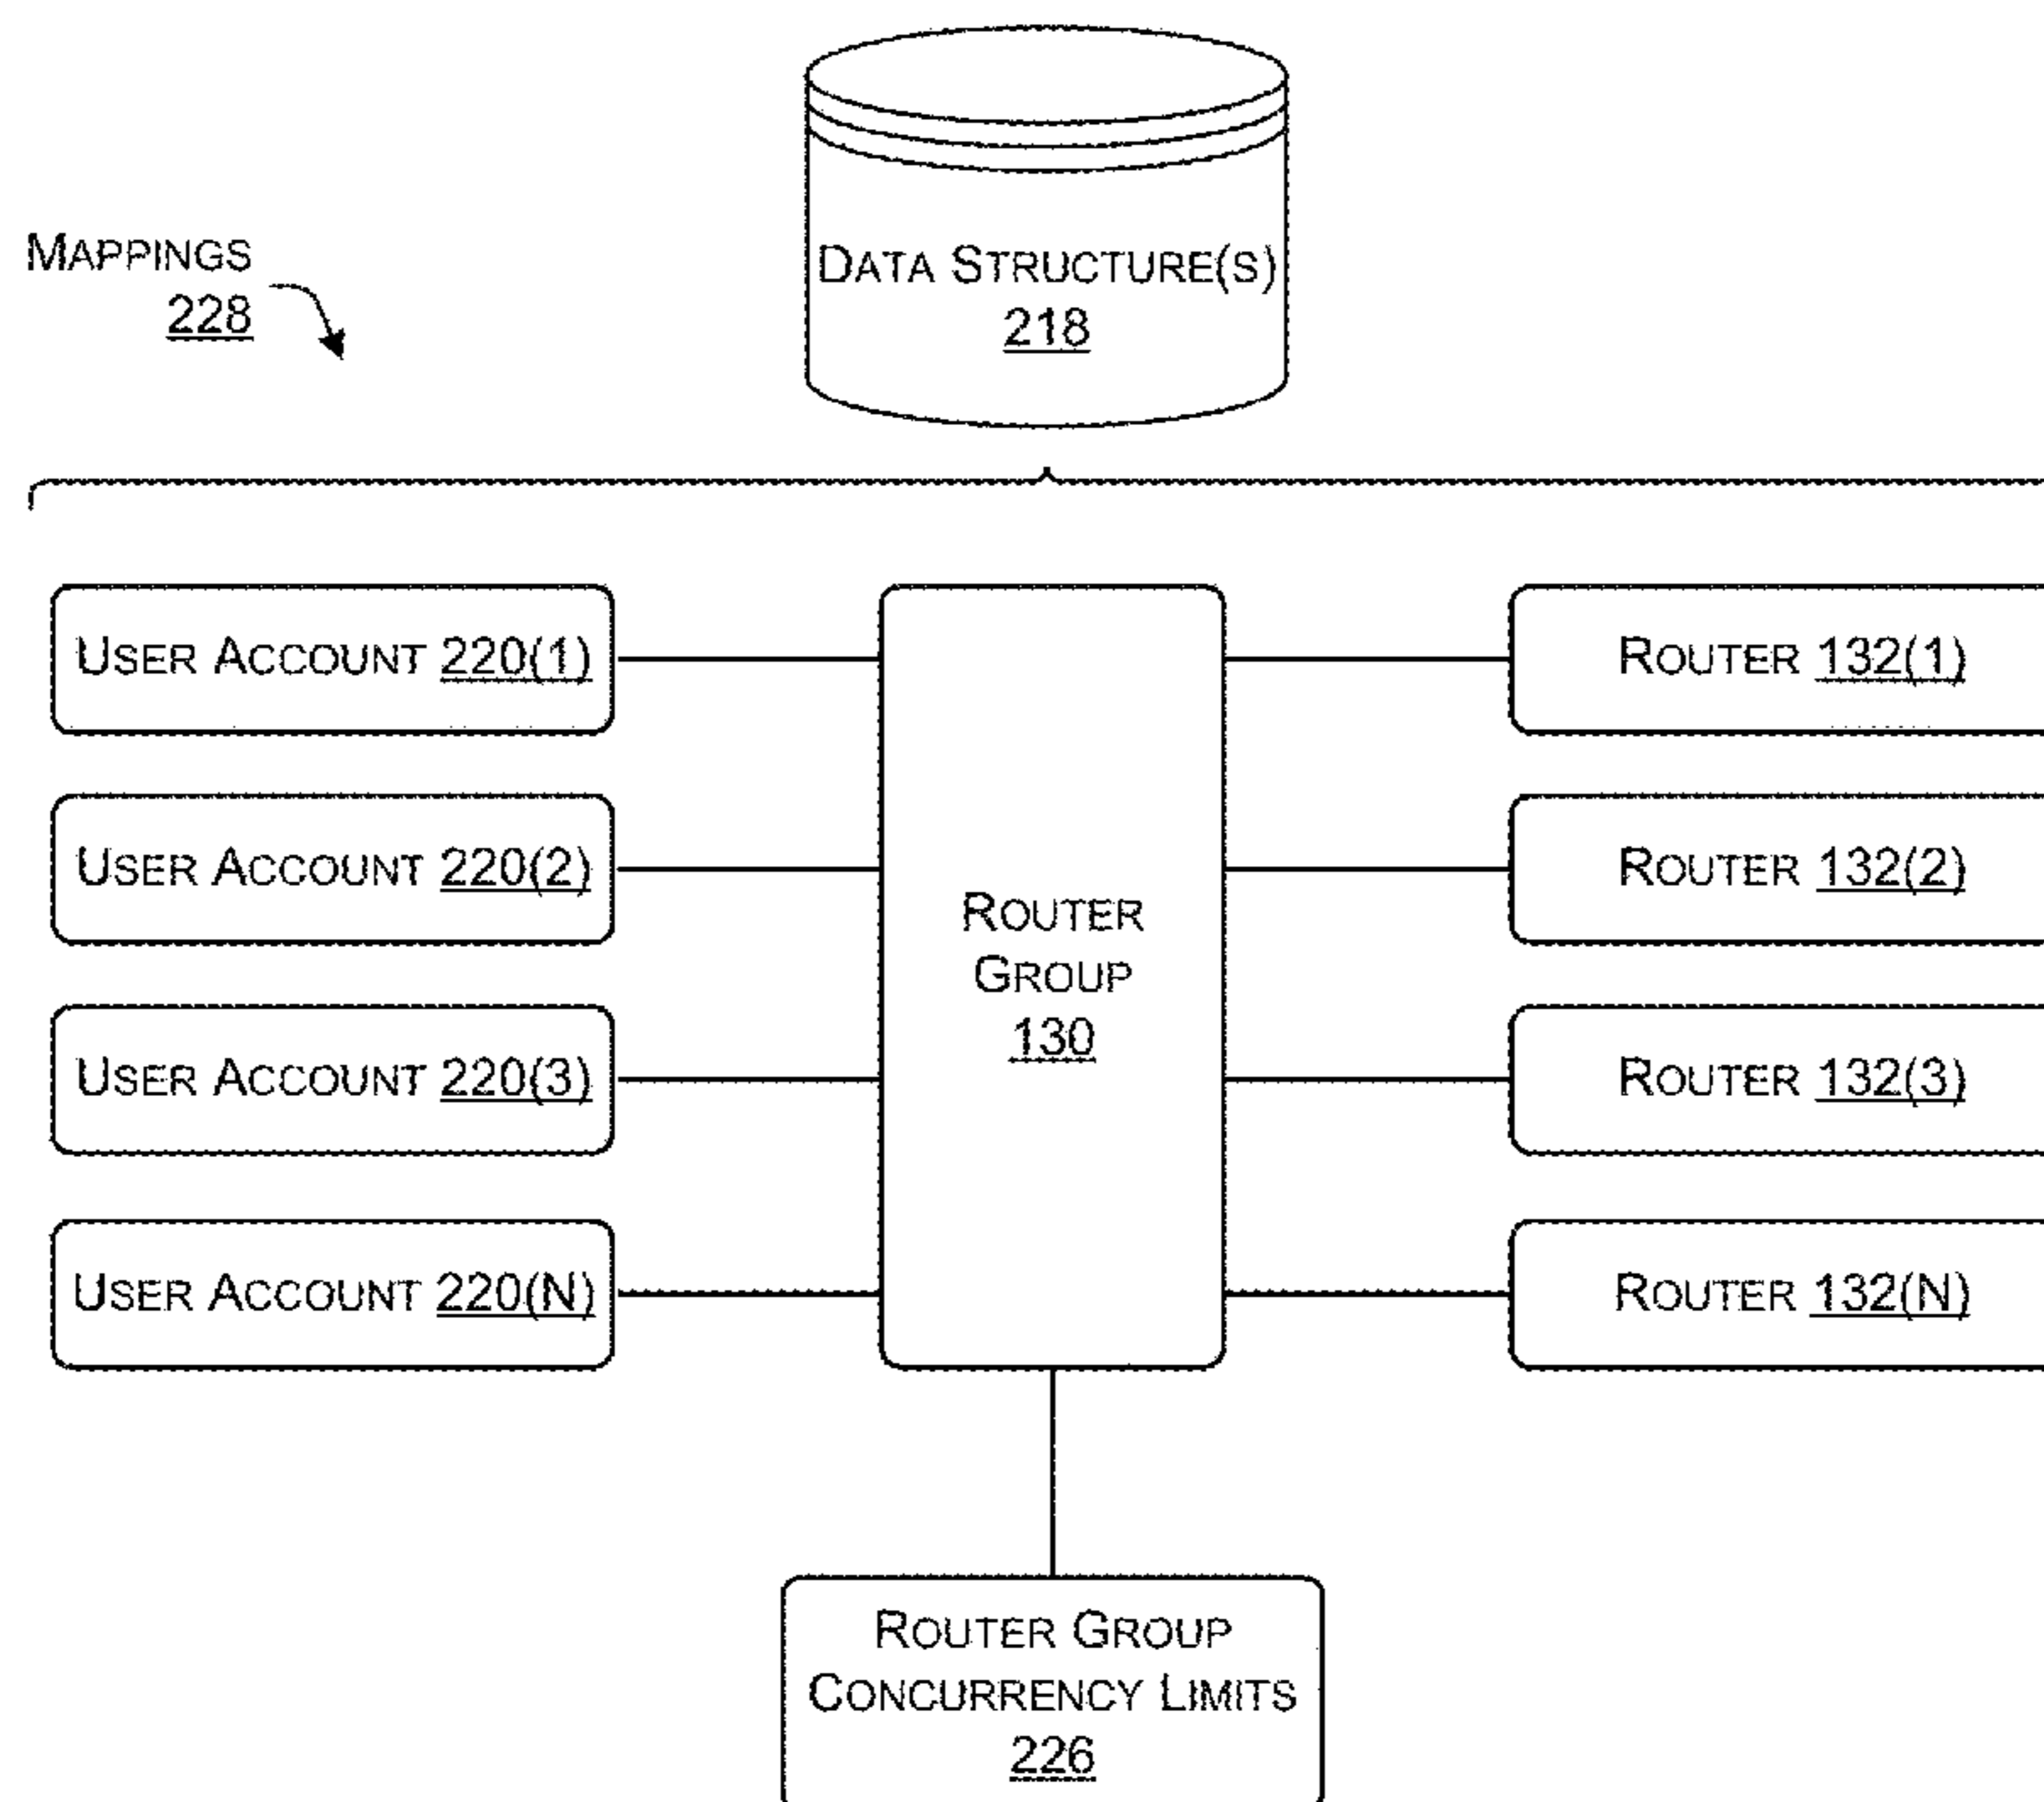 MAPPINGS
228
DATA STRUCTURE(S)
218
USER ACCOUNT 220(1)
ROUTER 132(1)
USER ACCOUNT 220(2)
ROUTER 132(2)
ROUTER
GROUP
130
USER ACCOUNT 220(3)
ROUTER 132(3)
USER ACCOUNT 220(N)
ROUTER 132(N)
ROUTER GROUP
CONCURRENCY LIMITS
226